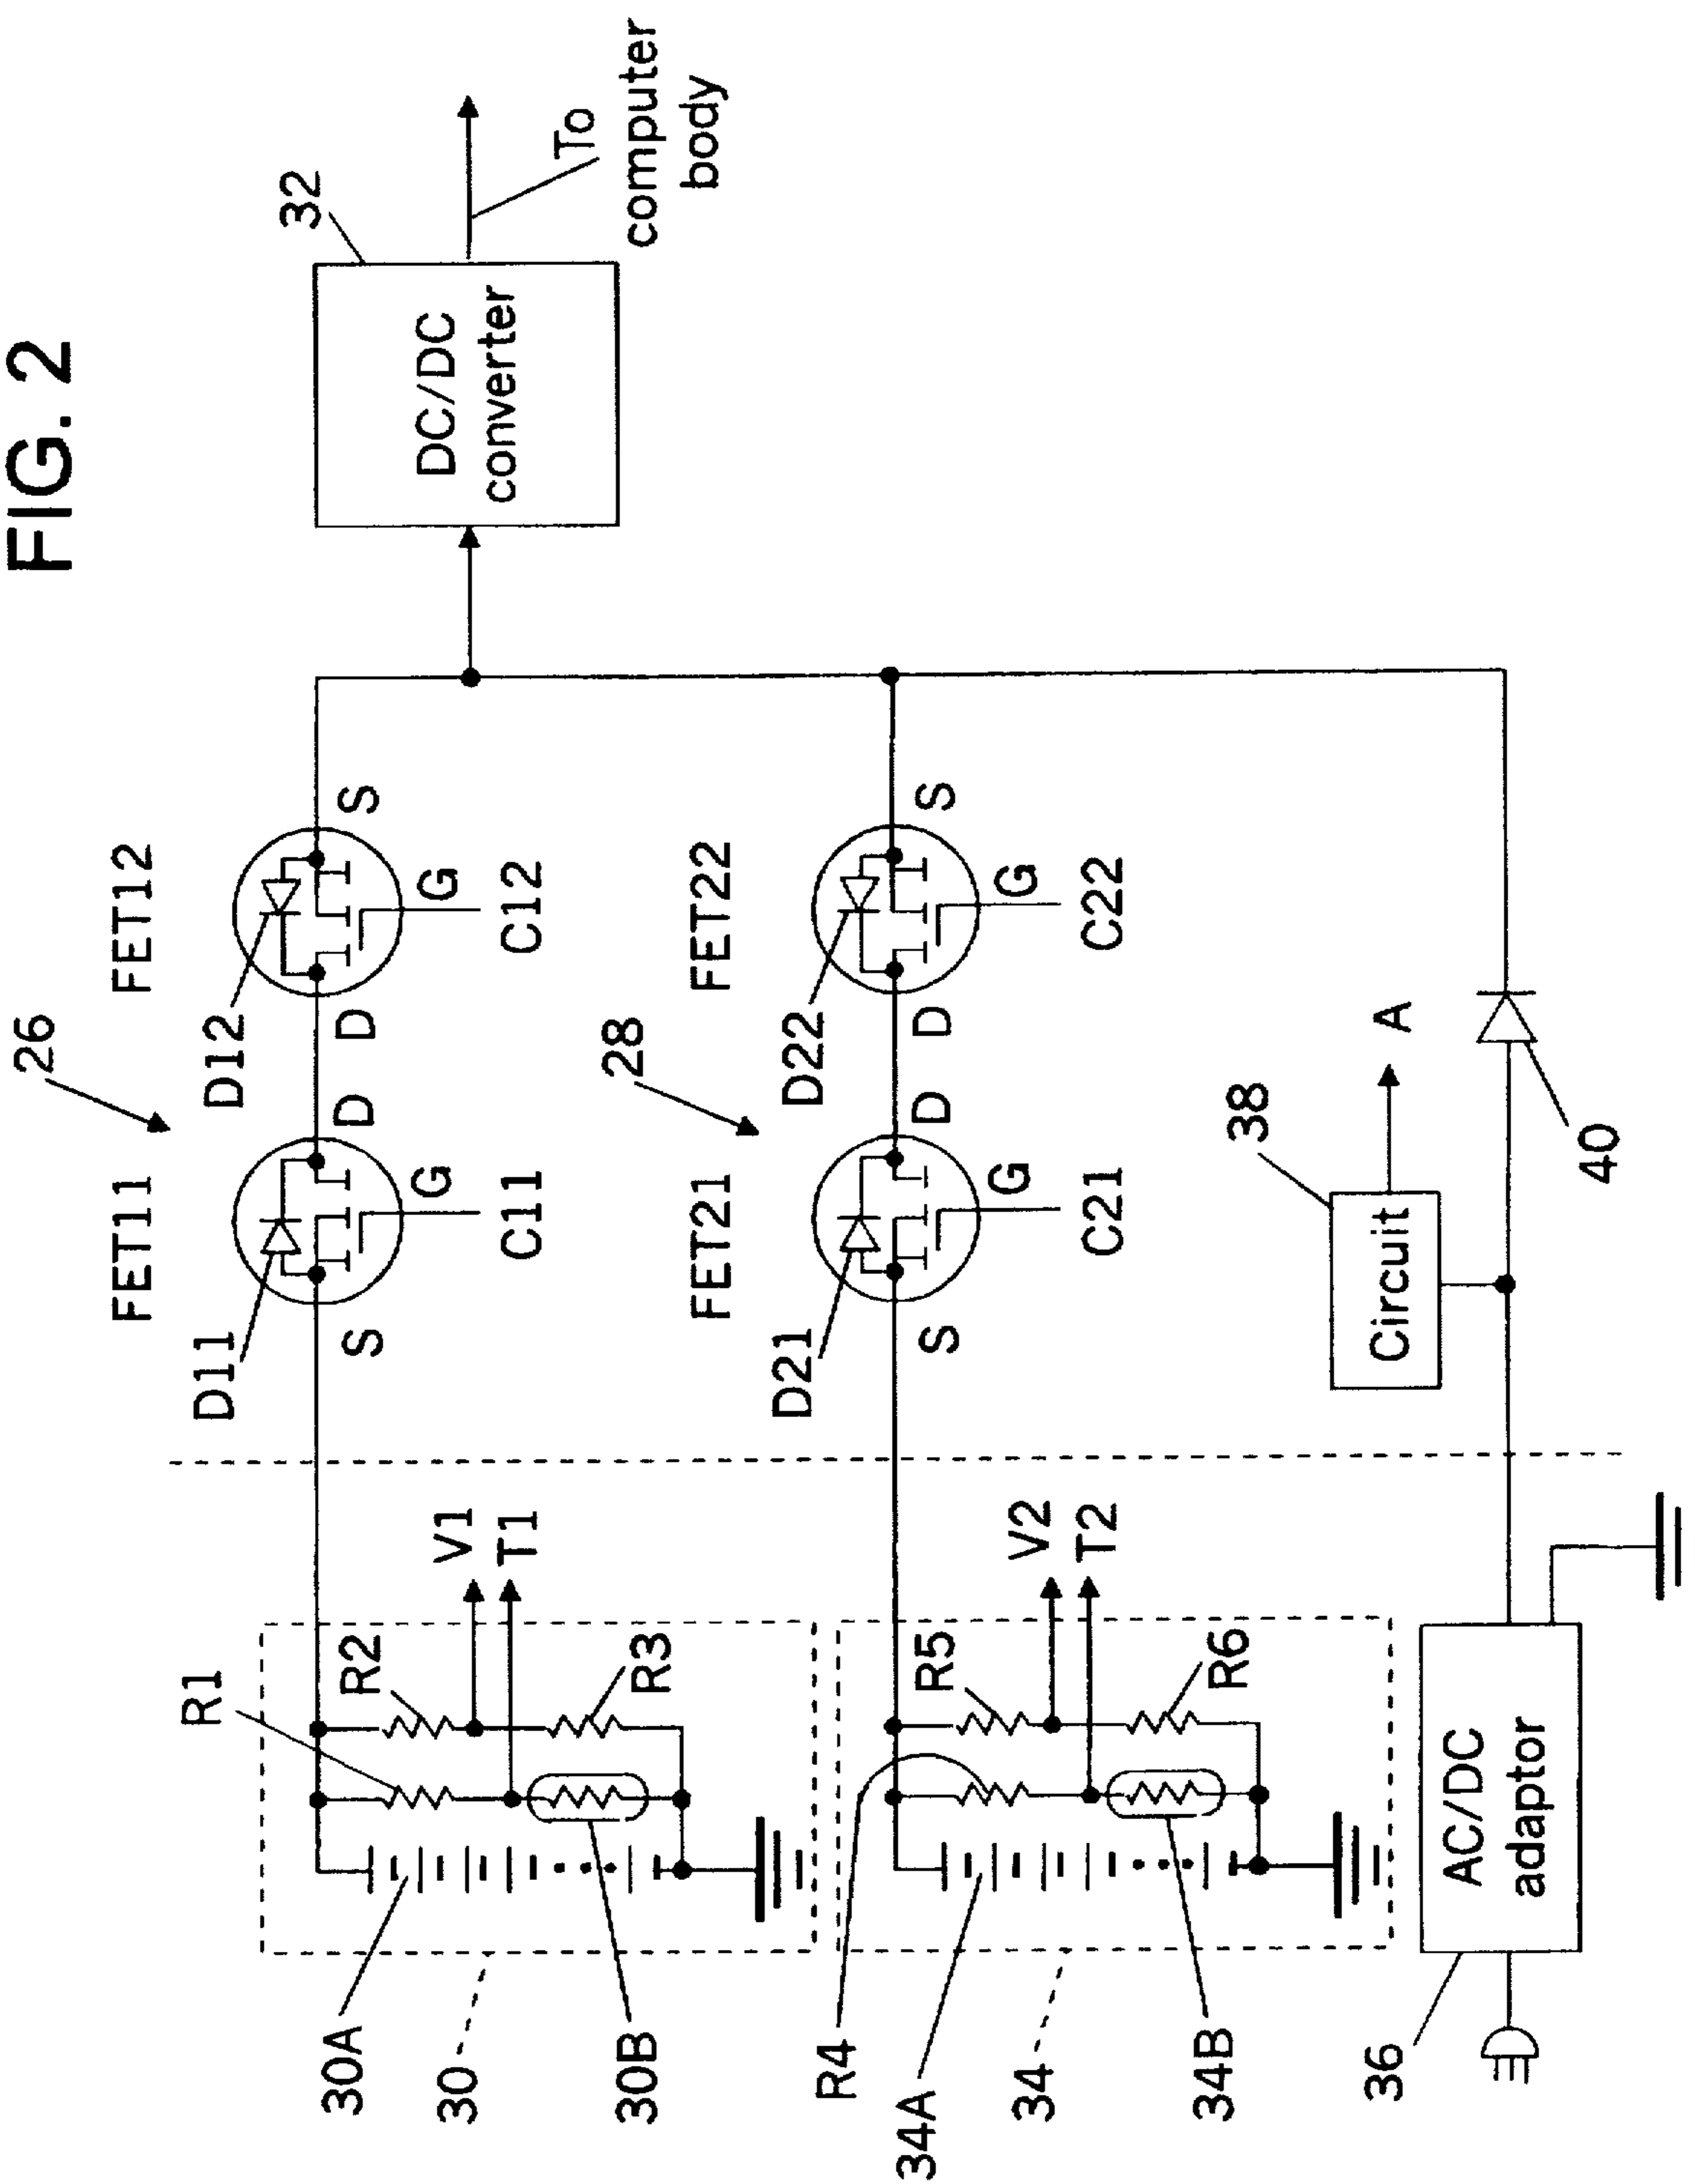 FIG. 2
26
FET11
FET12
D11
D12
S
D
D
S
G
G
C11
C12
32
DC/DC
converter
To
computer
body
R1
R2
R3
V1
T1
30A
30
30B
28
FET21
FET22
D21
D22
S
D
D
S
G
G
C21
C22
R4
R5
R6
V2
T2
34A
34
34B
38
Circuit
A
40
36
AC/DC
adaptor